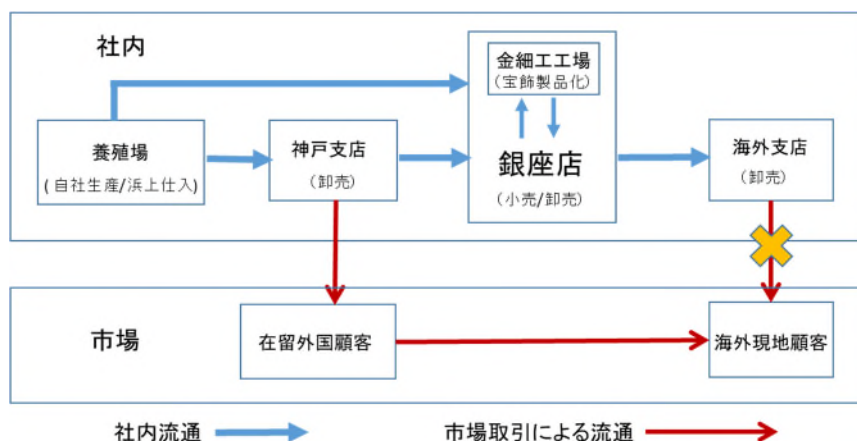 社内
金細工工場
(宝飾製品化)
養殖場
(自社生産/浜上仕入)
神戸支店
(卸売)
銀座店
(小売/卸売)
海外支店
(卸売)
市場
在留外国顧客
海外現地顧客
社内流通
市場取引による流通